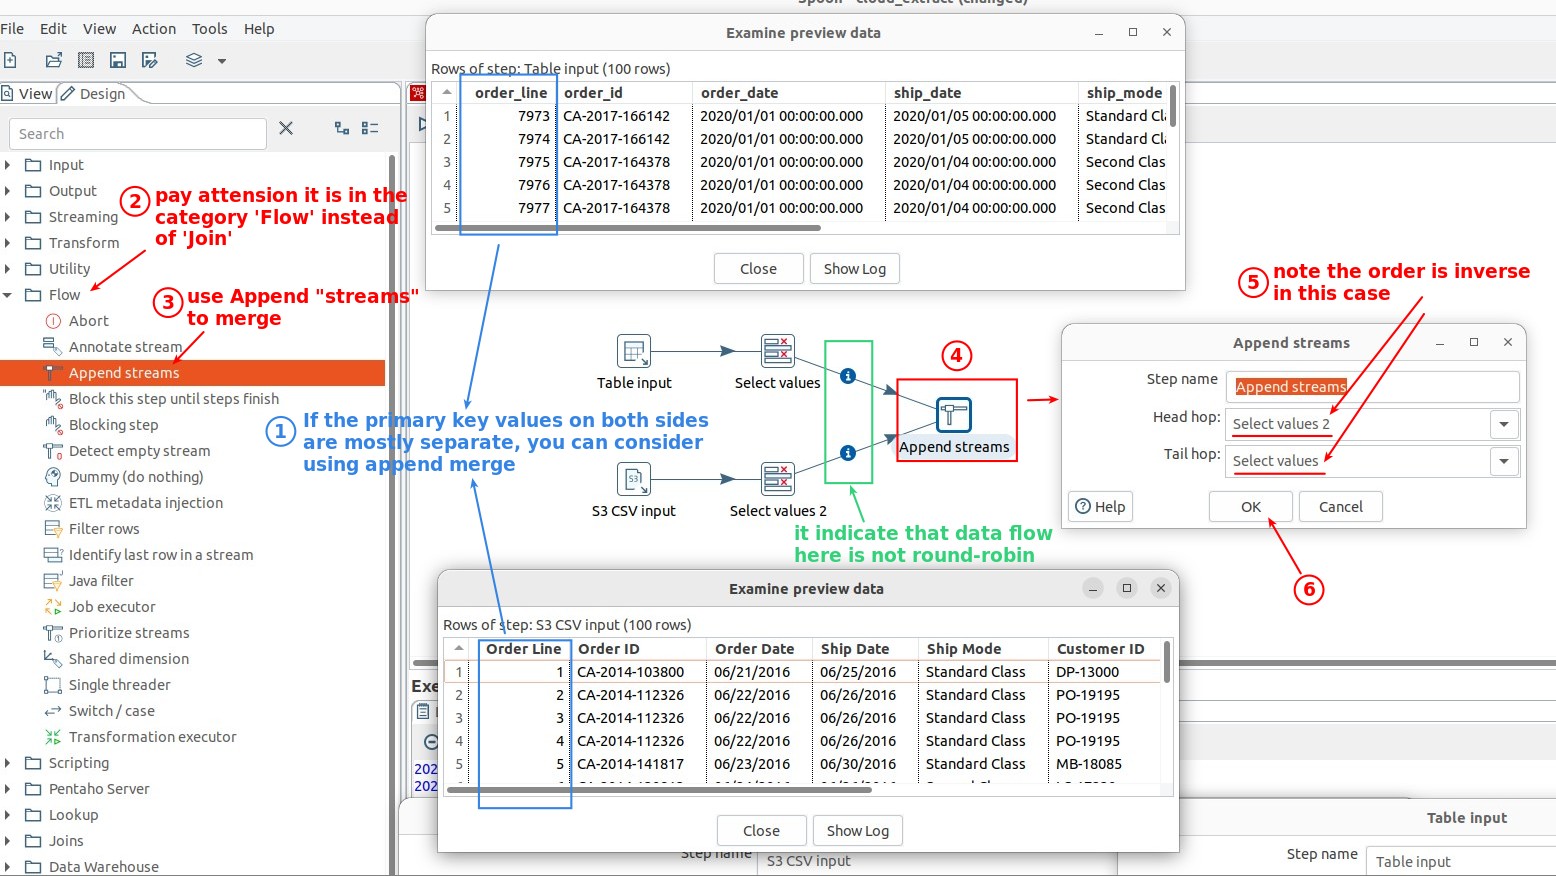 Spoon - cloud_extract (changed)
File Edit View Action Tools Help
View Design
Search
Input
Output
Streaming
Transform
Utility
Flow
Abort
Annotate stream
Append streams
Block this step until steps finish
Blocking step
Detect empty stream
Dummy (do nothing)
ETL metadata injection
Filter rows
Identify last row in a stream
Java filter
Job executor
Prioritize streams
Shared dimension
Single threader
Switch / case
Transformation executor
Scripting
Pentaho Server
Lookup
Joins
Data Warehouse
2 pay attension it is in the
category 'Flow' instead
of 'Join'
3 use Append "streams"
to merge
Examine preview data
Rows of step: Table input (100 rows)
order_line order_id order_date ship_date ship_mode
1 7973 CA-2017-166142 2020/01/01 00:00:00.000 2020/01/05 00:00:00.000 Standard Cl
2 7974 CA-2017-166142 2020/01/01 00:00:00.000 2020/01/05 00:00:00.000 Standard Cl
3 7975 CA-2017-164378 2020/01/01 00:00:00.000 2020/01/04 00:00:00.000 Second Clas
4 7976 CA-2017-164378 2020/01/01 00:00:00.000 2020/01/04 00:00:00.000 Second Clas
5 7977 CA-2017-164378 2020/01/01 00:00:00.000 2020/01/04 00:00:00.000 Second Clas
Close Show Log
Table input Select values
4
Append streams
1 If the primary key values on both sides
are mostly separate, you can consider
using append merge
S3
S3 CSV input Select values 2
it indicate that data flow
here is not round-robin
5 note the order is inverse
in this case
Append streams
Step name Append streams
Head hop: Select values 2
Tail hop: Select values
Help OK Cancel
6
Examine preview data
Rows of step: S3 CSV input (100 rows)
Order Line Order ID Order Date Ship Date Ship Mode Customer ID
1 1 CA-2014-103800 06/21/2016 06/25/2016 Standard Class DP-13000
2 2 CA-2014-112326 06/22/2016 06/26/2016 Standard Class PO-19195
3 3 CA-2014-112326 06/22/2016 06/26/2016 Standard Class PO-19195
4 4 CA-2014-112326 06/22/2016 06/26/2016 Standard Class PO-19195
5 5 CA-2014-141817 06/23/2016 06/30/2016 Standard Class MB-18085
Close Show Log
Exe
202
202
Step name S3 CSV input
Table input
Step name Table input